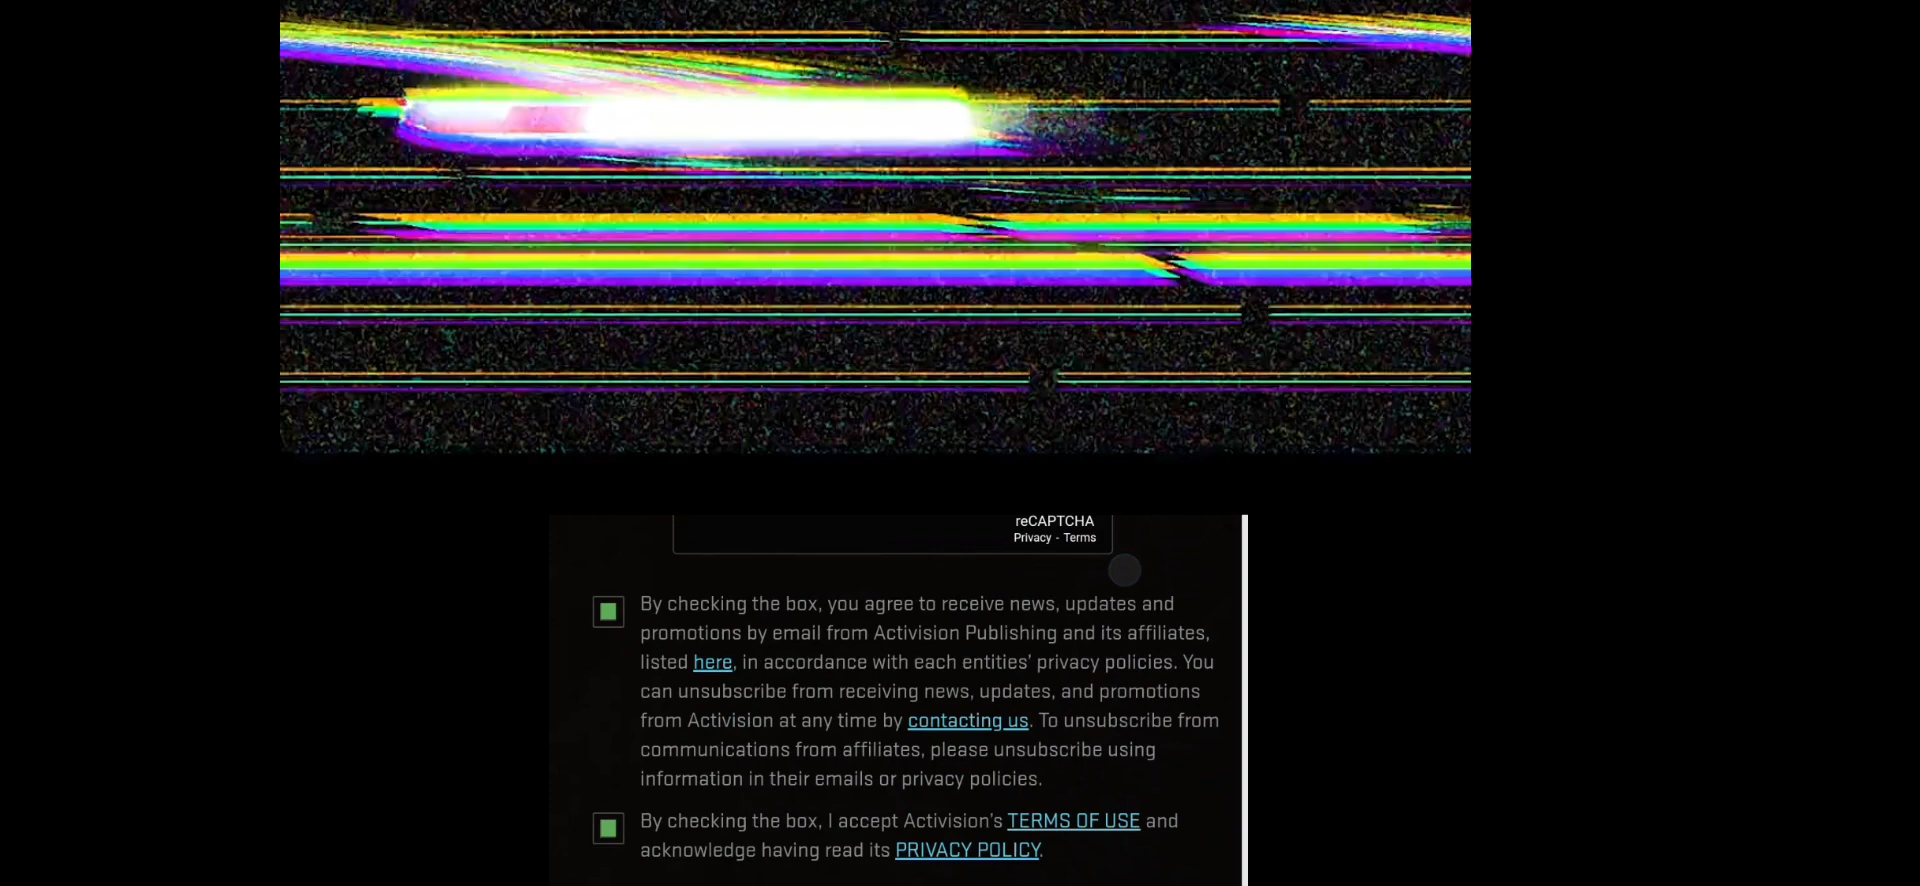 reCAPTCHA
Privacy - Terms
By checking the box, you agree to receive news, updates and
promotions by email from Activision Publishing and its affiliates,
listed here, in accordance with each entities’ privacy policies. You
can unsubscribe from receiving news, updates, and promotions
from Activision at any time by contacting us. To unsubscribe from
communications from affiliates, please unsubscribe using
information in their emails or privacy policies.
By checking the box, I accept Activision’s TERMS OF USE and
acknowledge having read its PRIVACY POLICY.